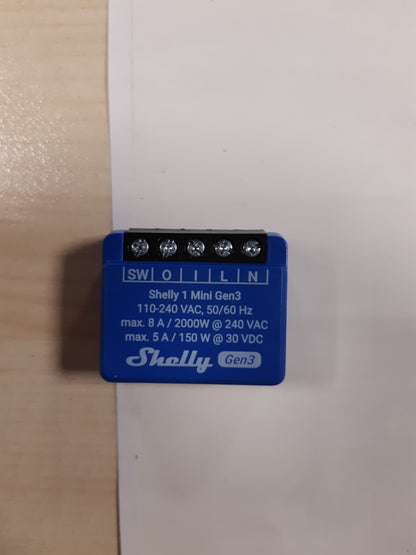 SW O I L N
Shelly 1 Mini Gen3
110-240 VAC, 50/60 Hz
max. 8 A / 2000W @ 240 VAC
max. 5 A / 150 W @ 30 VDC
Shelly Gen3